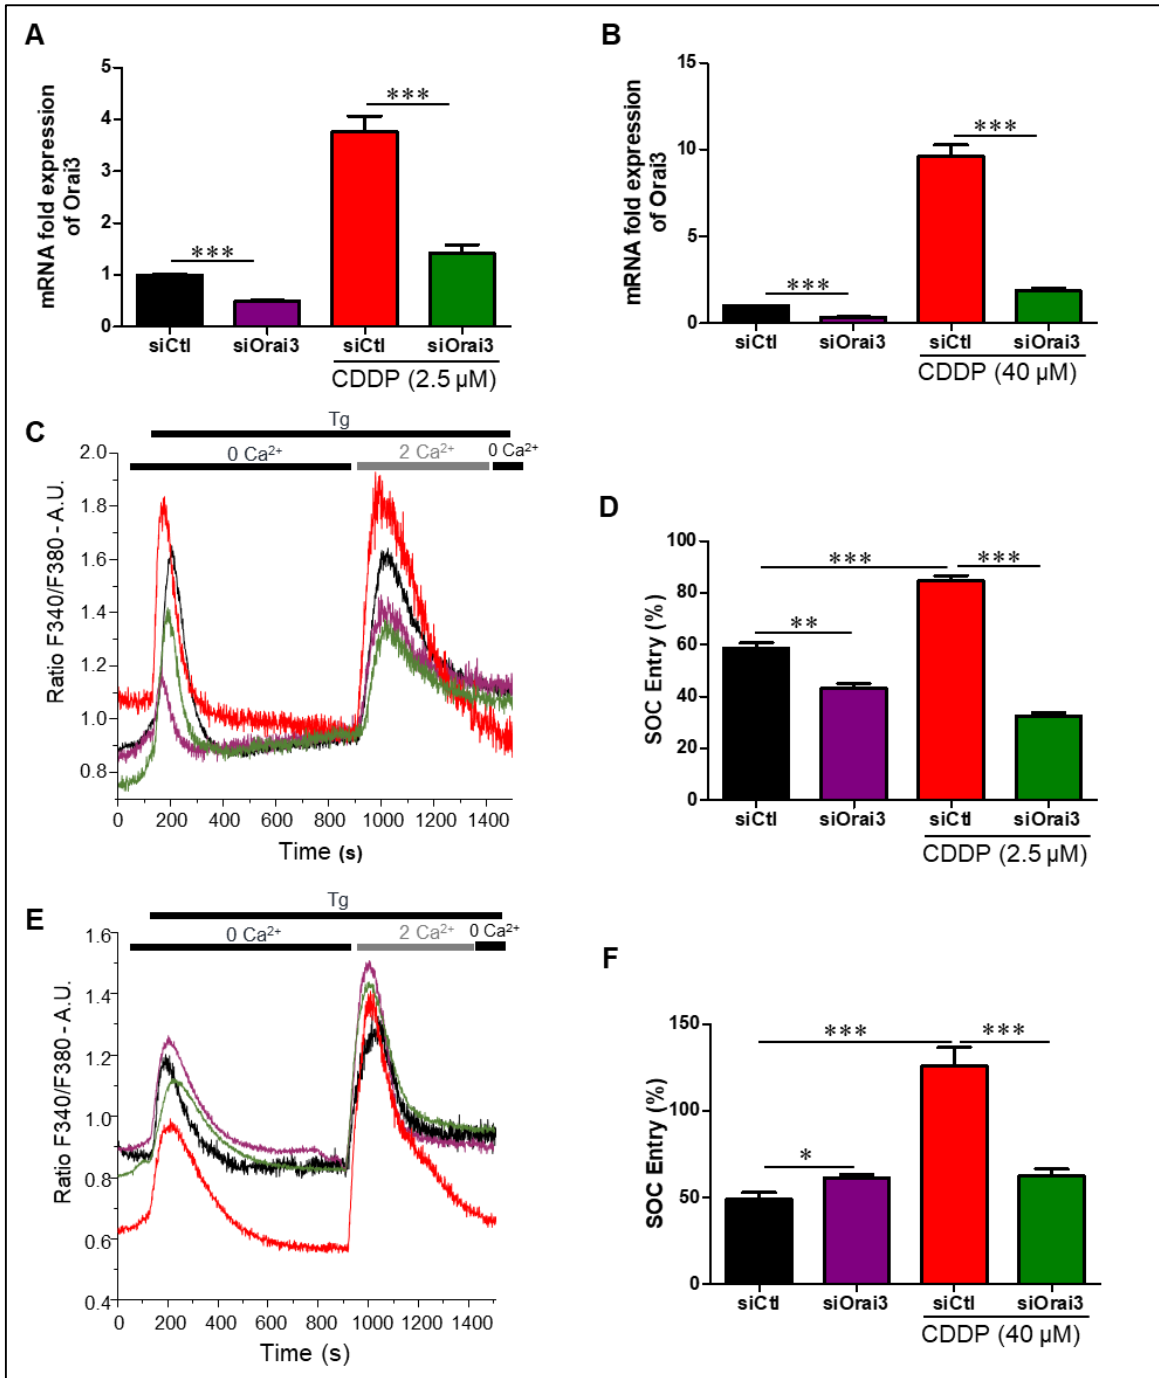 A
mRNA fold expression
of Orai3
5
4
3
2
1
0
***
***
siCtl siOrai3 siCtl siOrai3
CDDP (2.5 µM)
B
mRNA fold expression
of Orai3
15
10
5
0
***
***
siCtl siOrai3 siCtl siOrai3
CDDP (40 µM)
C
Tg
0 Ca²⁺ 2 Ca²⁺ 0 Ca²⁺
Ratio F340/F380 - A.U.
2.0
1.8
1.6
1.4
1.2
1.0
0.8
0 200 400 600 800 1000 1200 1400
Time (s)
D
SOC Entry (%)
100
80
60
40
20
0
*** ***
**
siCtl siOrai3 siCtl siOrai3
CDDP (2.5 µM)
E
Tg
0 Ca²⁺ 2 Ca²⁺ 0 Ca²⁺
Ratio F340/F380 - A.U.
1.6
1.4
1.2
1.0
0.8
0.6
0.4
0 200 400 600 800 1000 1200 1400
Time (s)
F
SOC Entry (%)
150
100
50
0
*** ***
*
siCtl siOrai3 siCtl siOrai3
CDDP (40 µM)